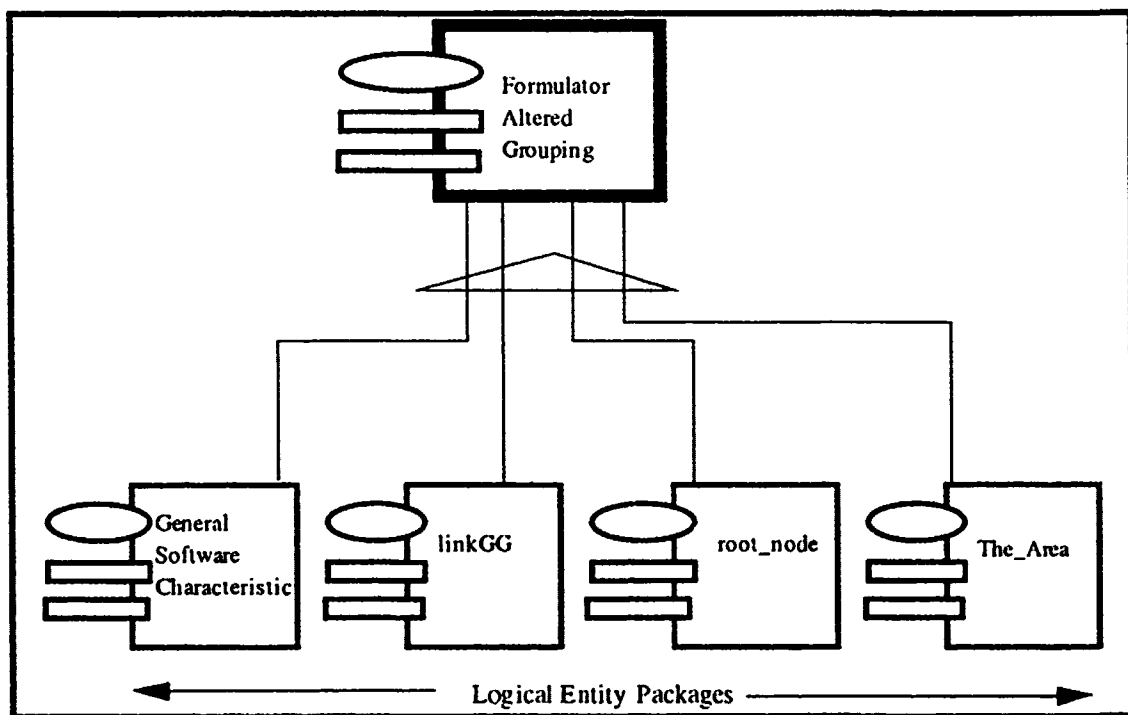 Formulator
Altered
Grouping
General
Software
Characteristic
linkGG
root_node
The_Area
Logical Entity Packages